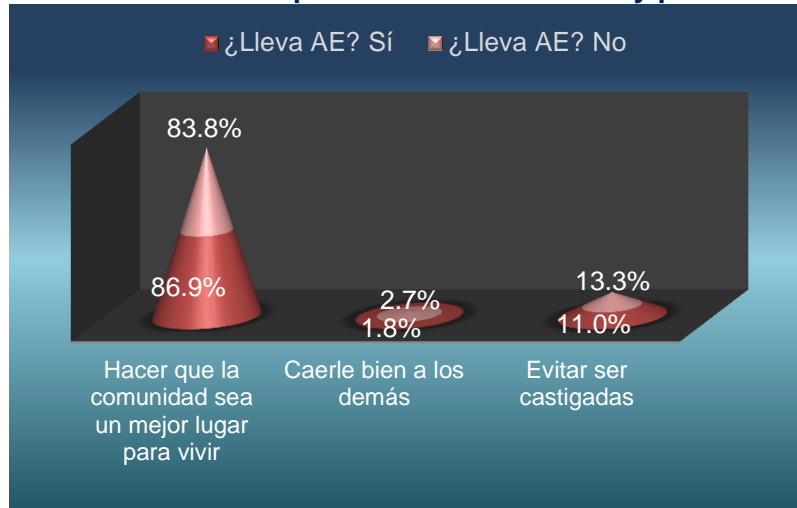 ¿Lleva AE? Sí ¿Lleva AE? No
83.8%
86.9%
2.7%
1.8%
13.3%
11.0%
Hacer que la
comunidad sea
un mejor lugar
para vivir
Caerle bien a los
demás
Evitar ser
castigadas